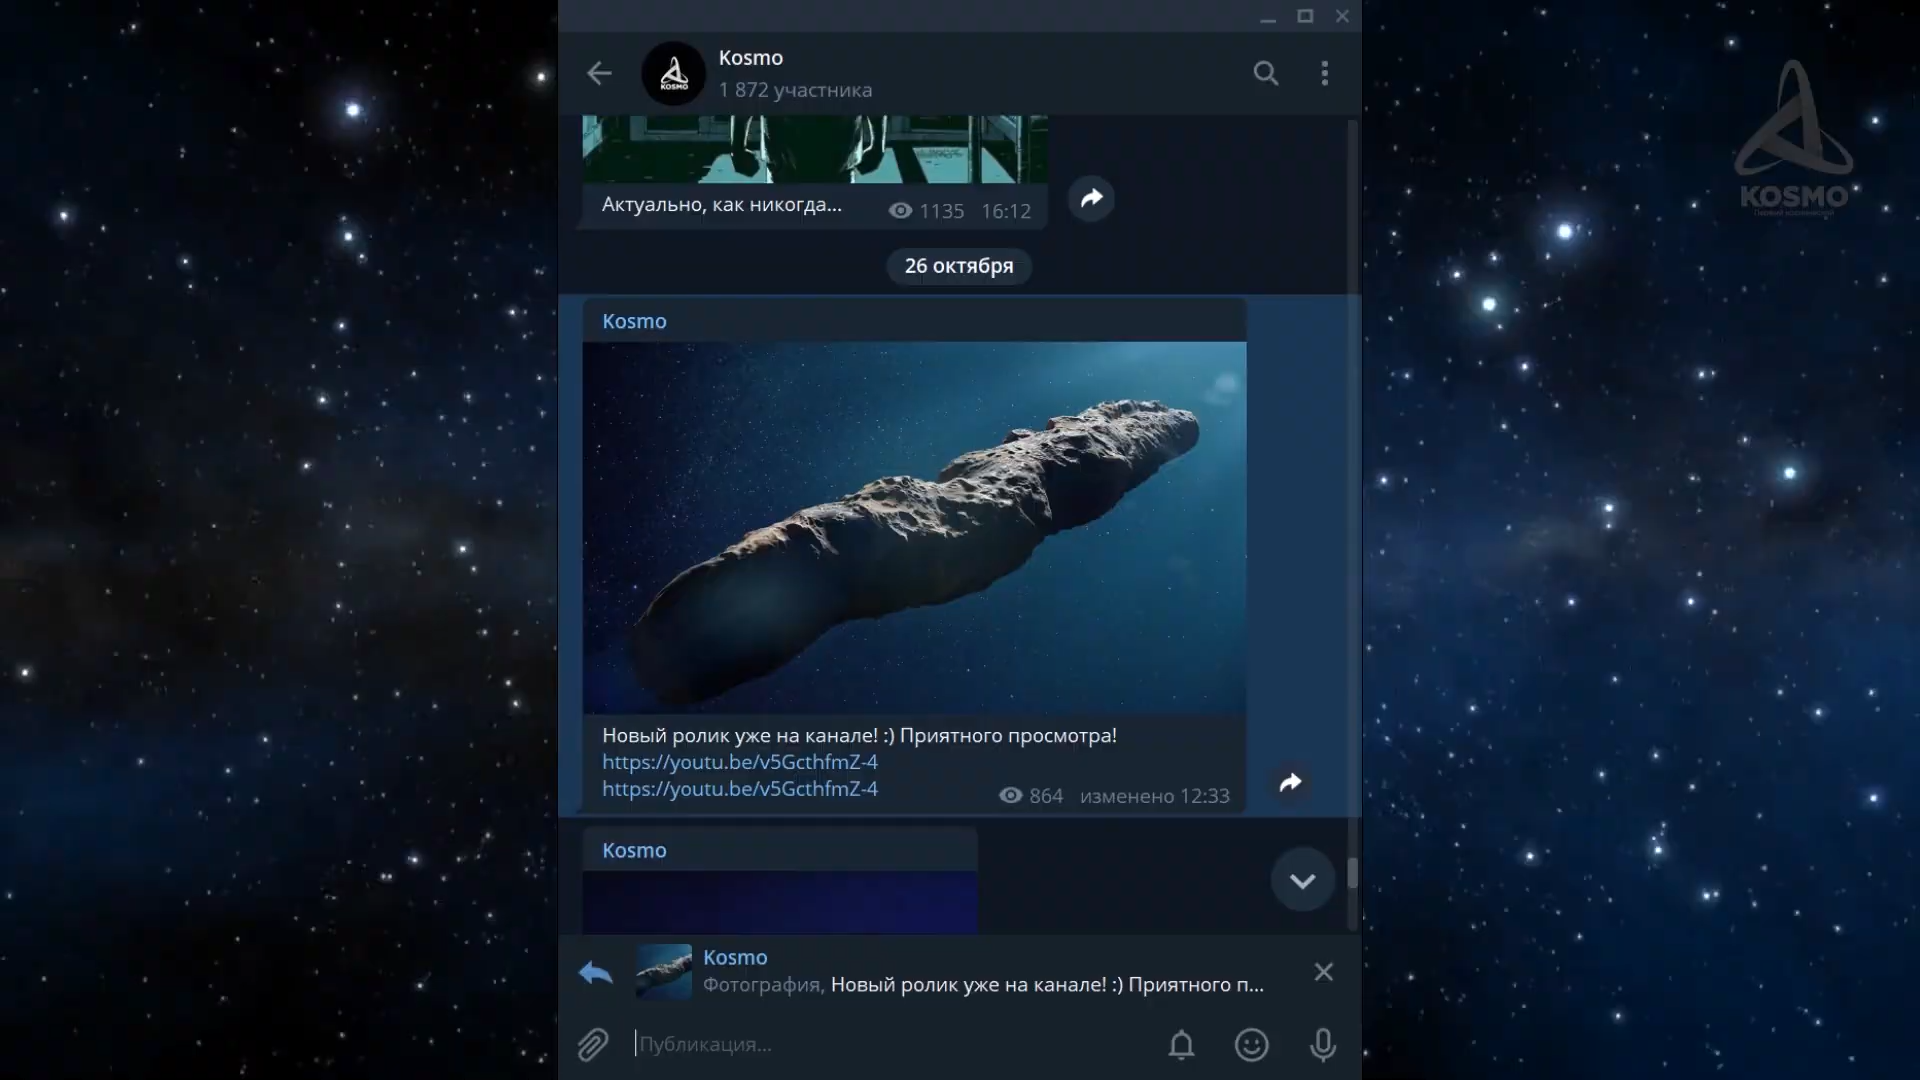 Kosmo
1 872 участника
KOSMO
Актуально, как никогда...
1135 16:12
KOSMO
26 октября
Kosmo
Новый ролик уже на канале! :) Приятного просмотра!
https://youtu.be/v5GcthfmZ-4
https://youtu.be/v5GcthfmZ-4
864 изменено 12:33
Kosmo
Kosmo
Фотография, Новый ролик уже на канале! :) Приятного п...
Публикация...